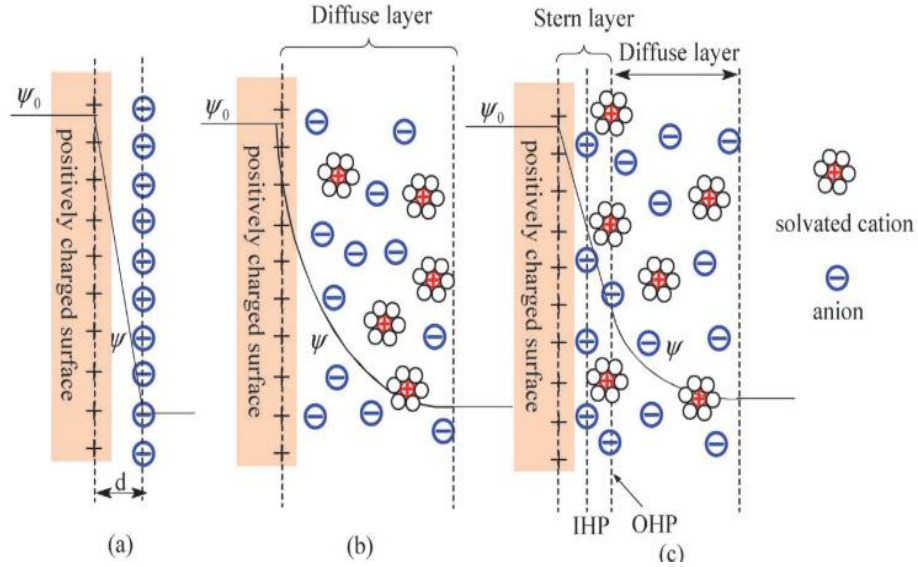 Diffuse layer
Stern layer
Diffuse layer
ψ₀
ψ₀
ψ₀
positively charged surface
positively charged surface
positively charged surface
ψ
ψ
ψ
solvated cation
anion
d
IHP
OHP
(a)
(b)
(c)